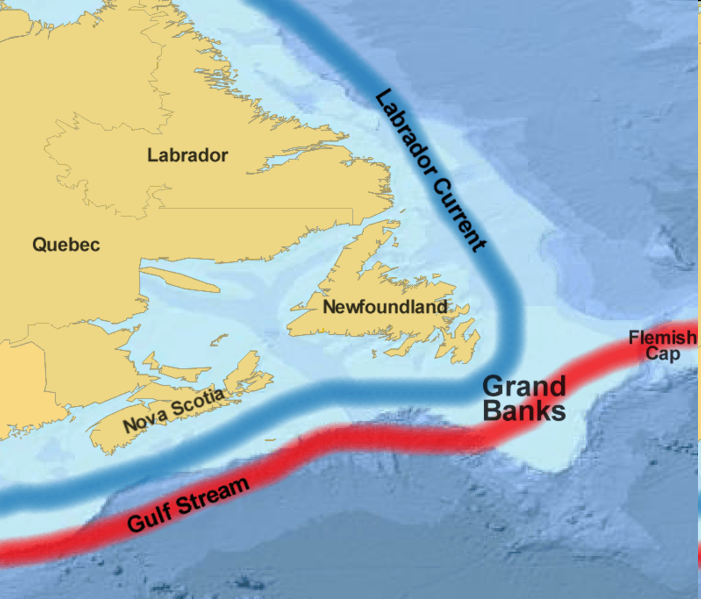 Labrador Current
Labrador
Quebec
Newfoundland
Flemish
Cap
Grand
Banks
Nova Scotia
Gulf Stream